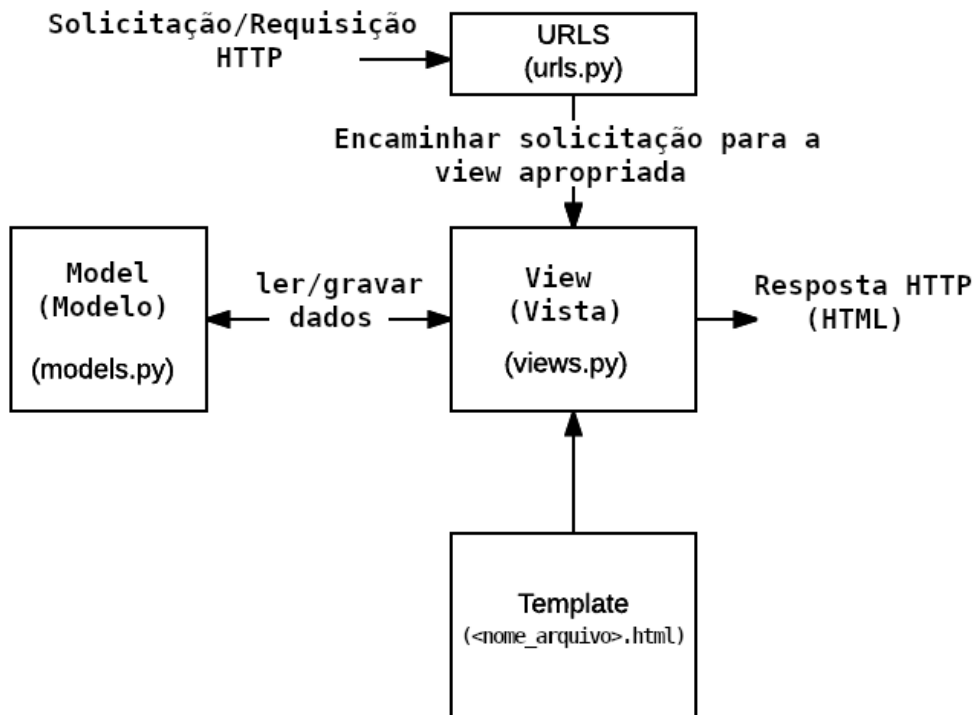 Solicitação/Requisição
HTTP
URLS
(urls.py)
Encaminhar solicitação para a
view apropriada
Model
(Modelo)
(models.py)
ler/gravar
dados
View
(Vista)
(views.py)
Resposta HTTP
(HTML)
Template
(<nome_arquivo>.html)